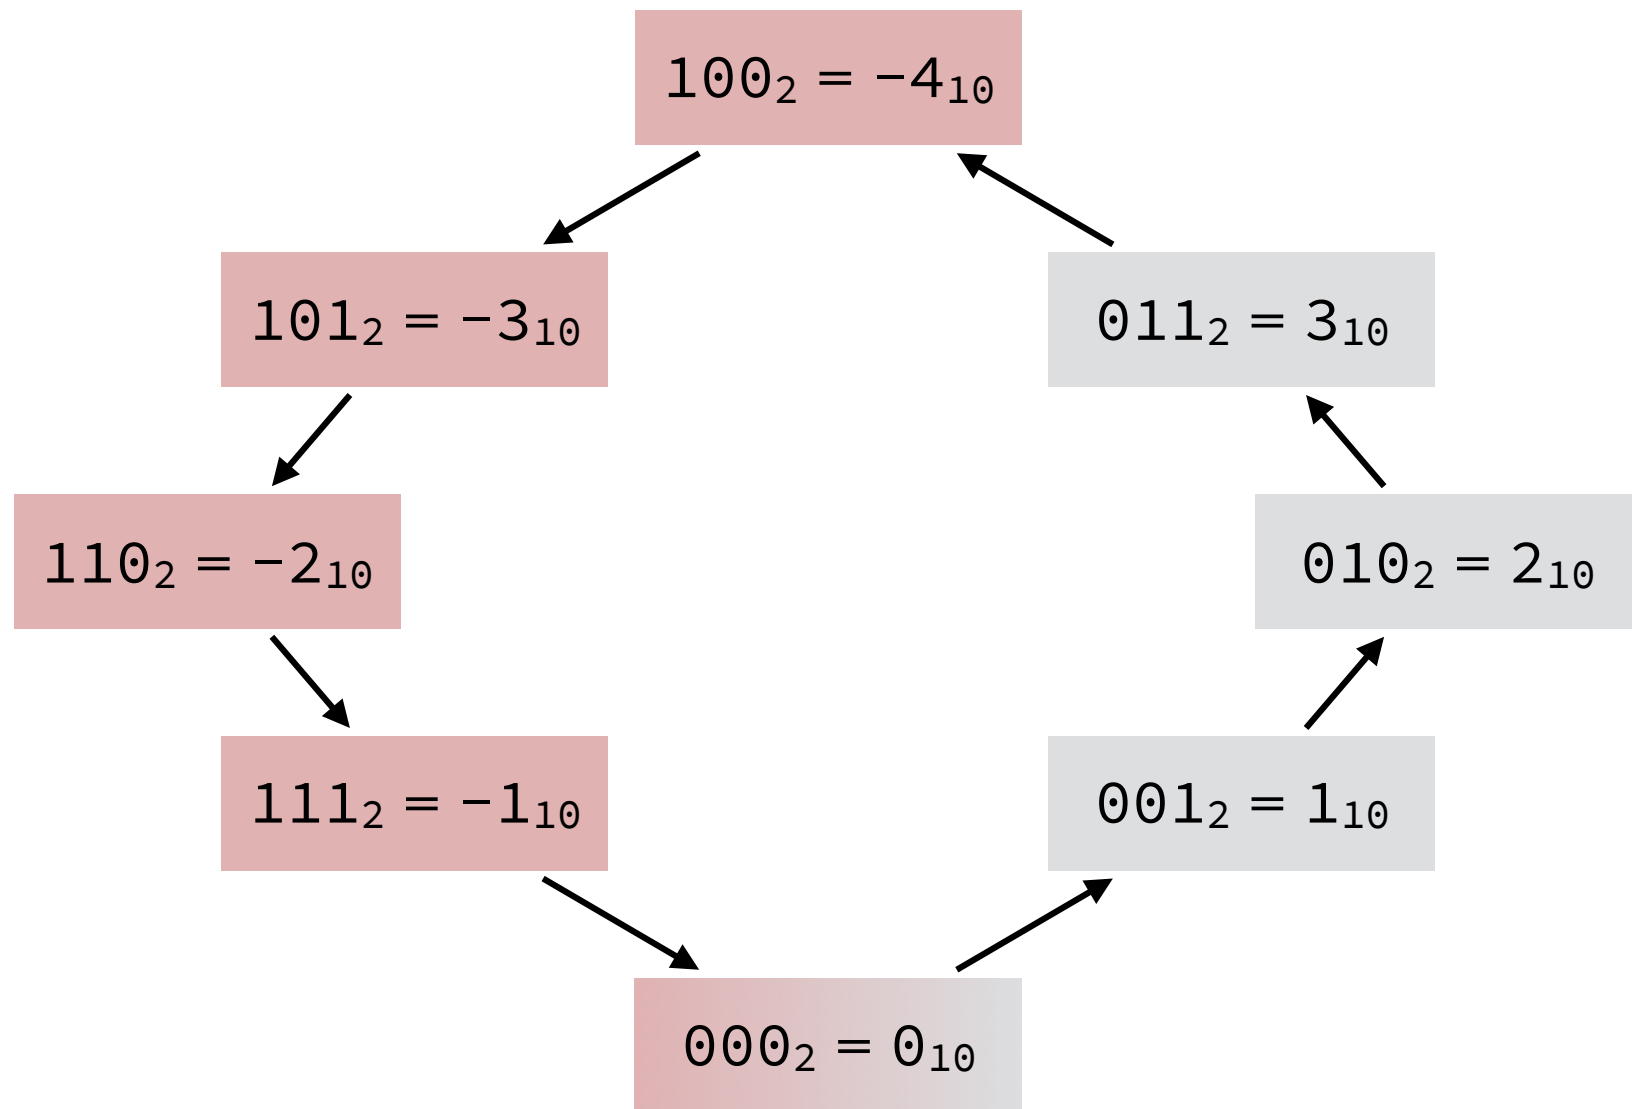 100₂ = −4₁₀
101₂ = −3₁₀
011₂ = 3₁₀
110₂ = −2₁₀
010₂ = 2₁₀
111₂ = −1₁₀
001₂ = 1₁₀
000₂ = 0₁₀